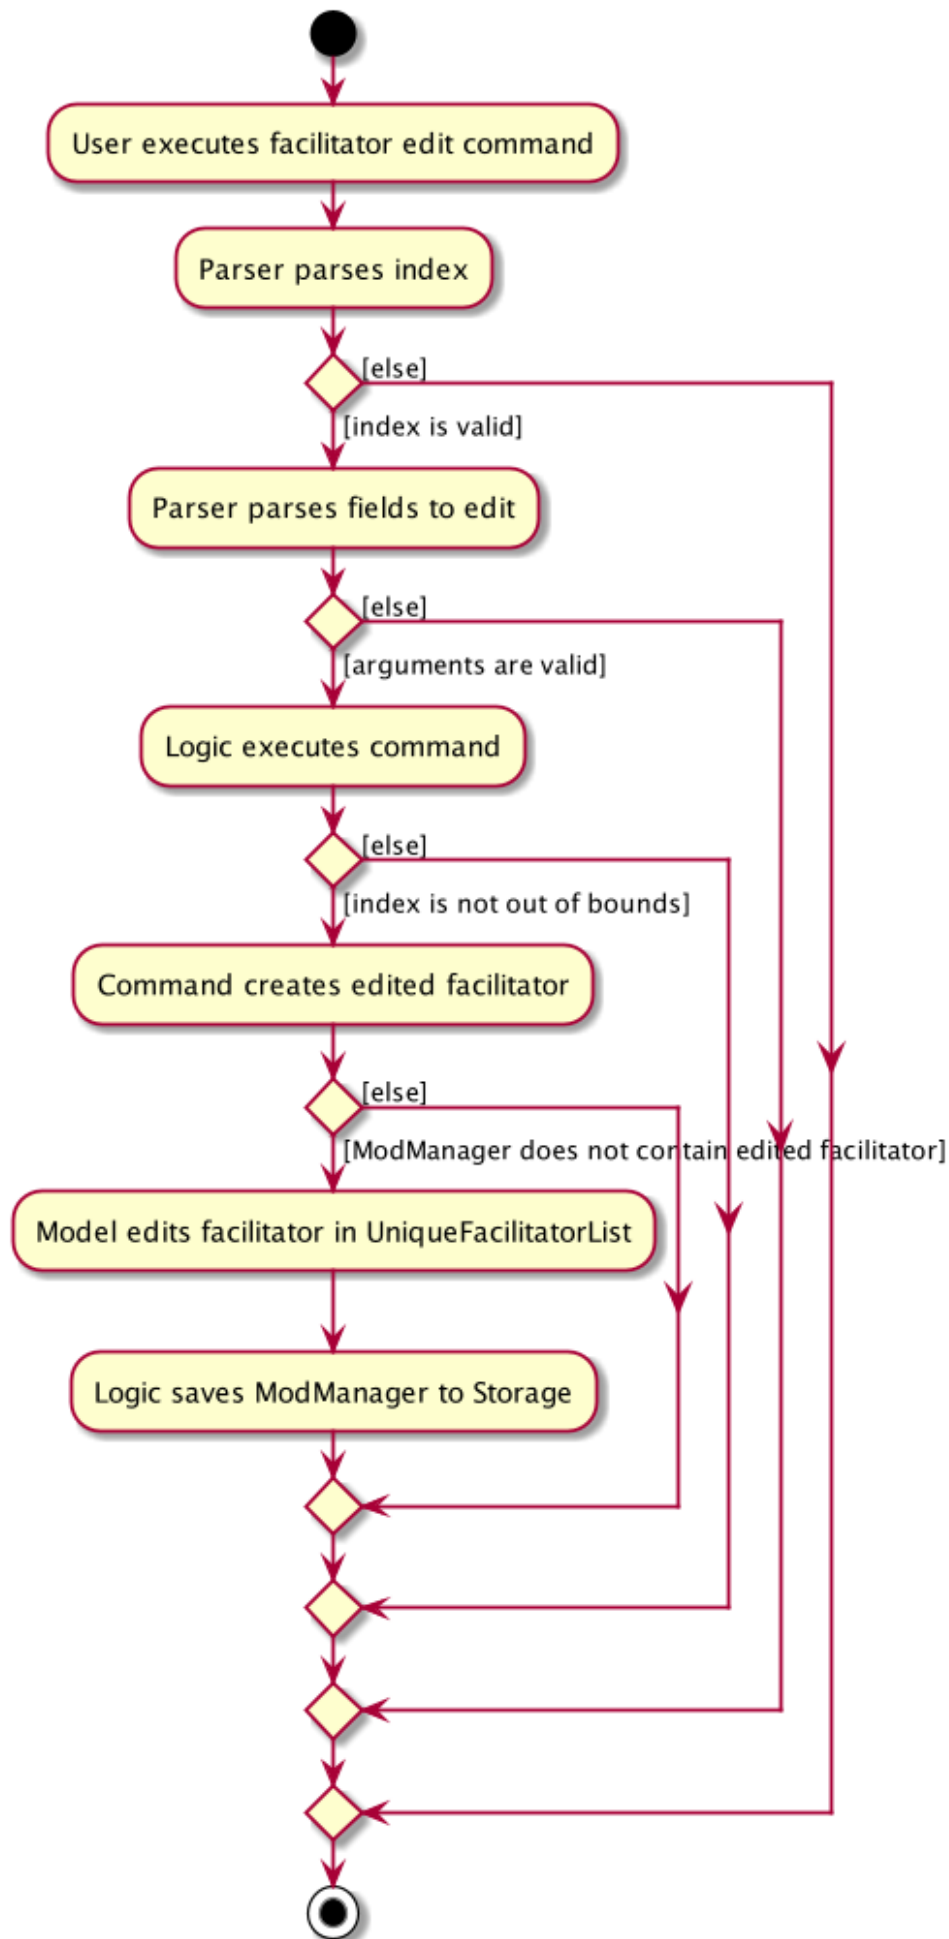 User executes facilitator edit command
Parser parses index
[else]
[index is valid]
Parser parses fields to edit
[else]
[arguments are valid]
Logic executes command
[else]
[index is not out of bounds]
Command creates edited facilitator
[else]
[ModManager does not contain edited facilitator]
Model edits facilitator in UniqueFacilitatorList
Logic saves ModManager to Storage